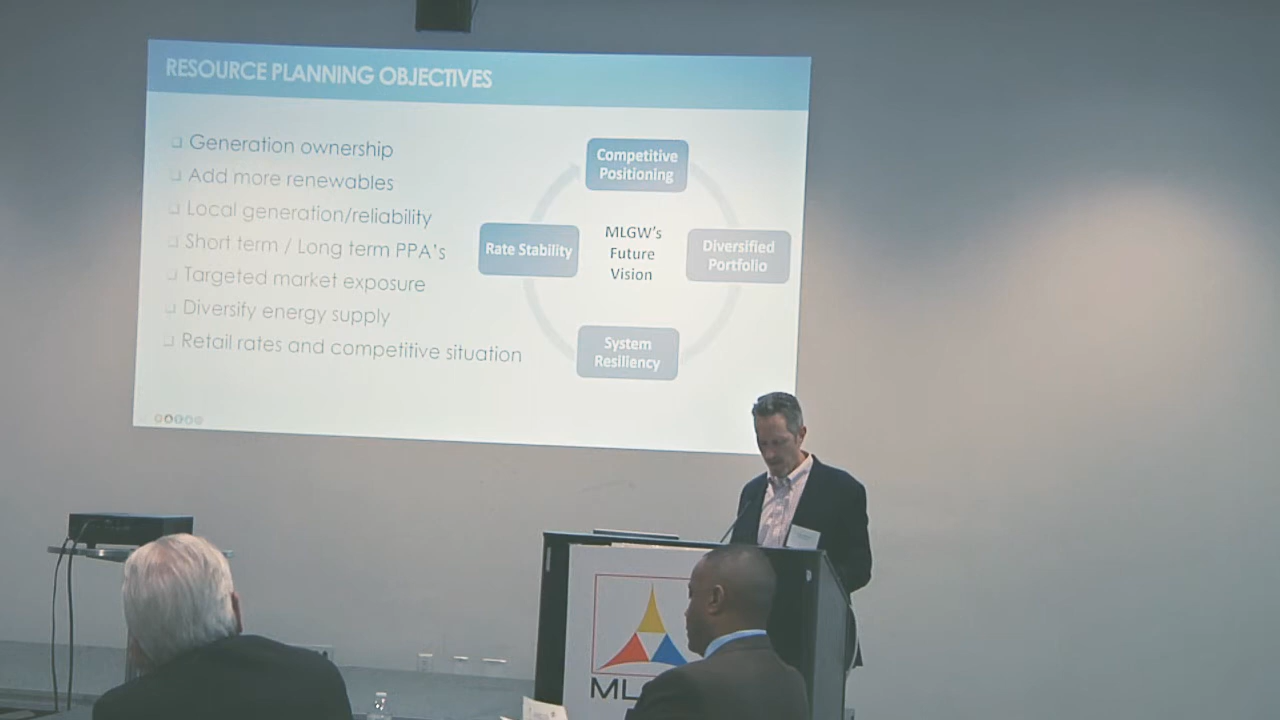 RESOURCE PLANNING OBJECTIVES
Generation ownership
Add more renewables
Local generation/reliability
Short term / Long term PPA's
Targeted market exposure
Diversify energy supply
Retail rates and competitive situation
Competitive
Positioning
Rate Stability
MLGW's
Future
Vision
Diversified
Portfolio
System
Resiliency